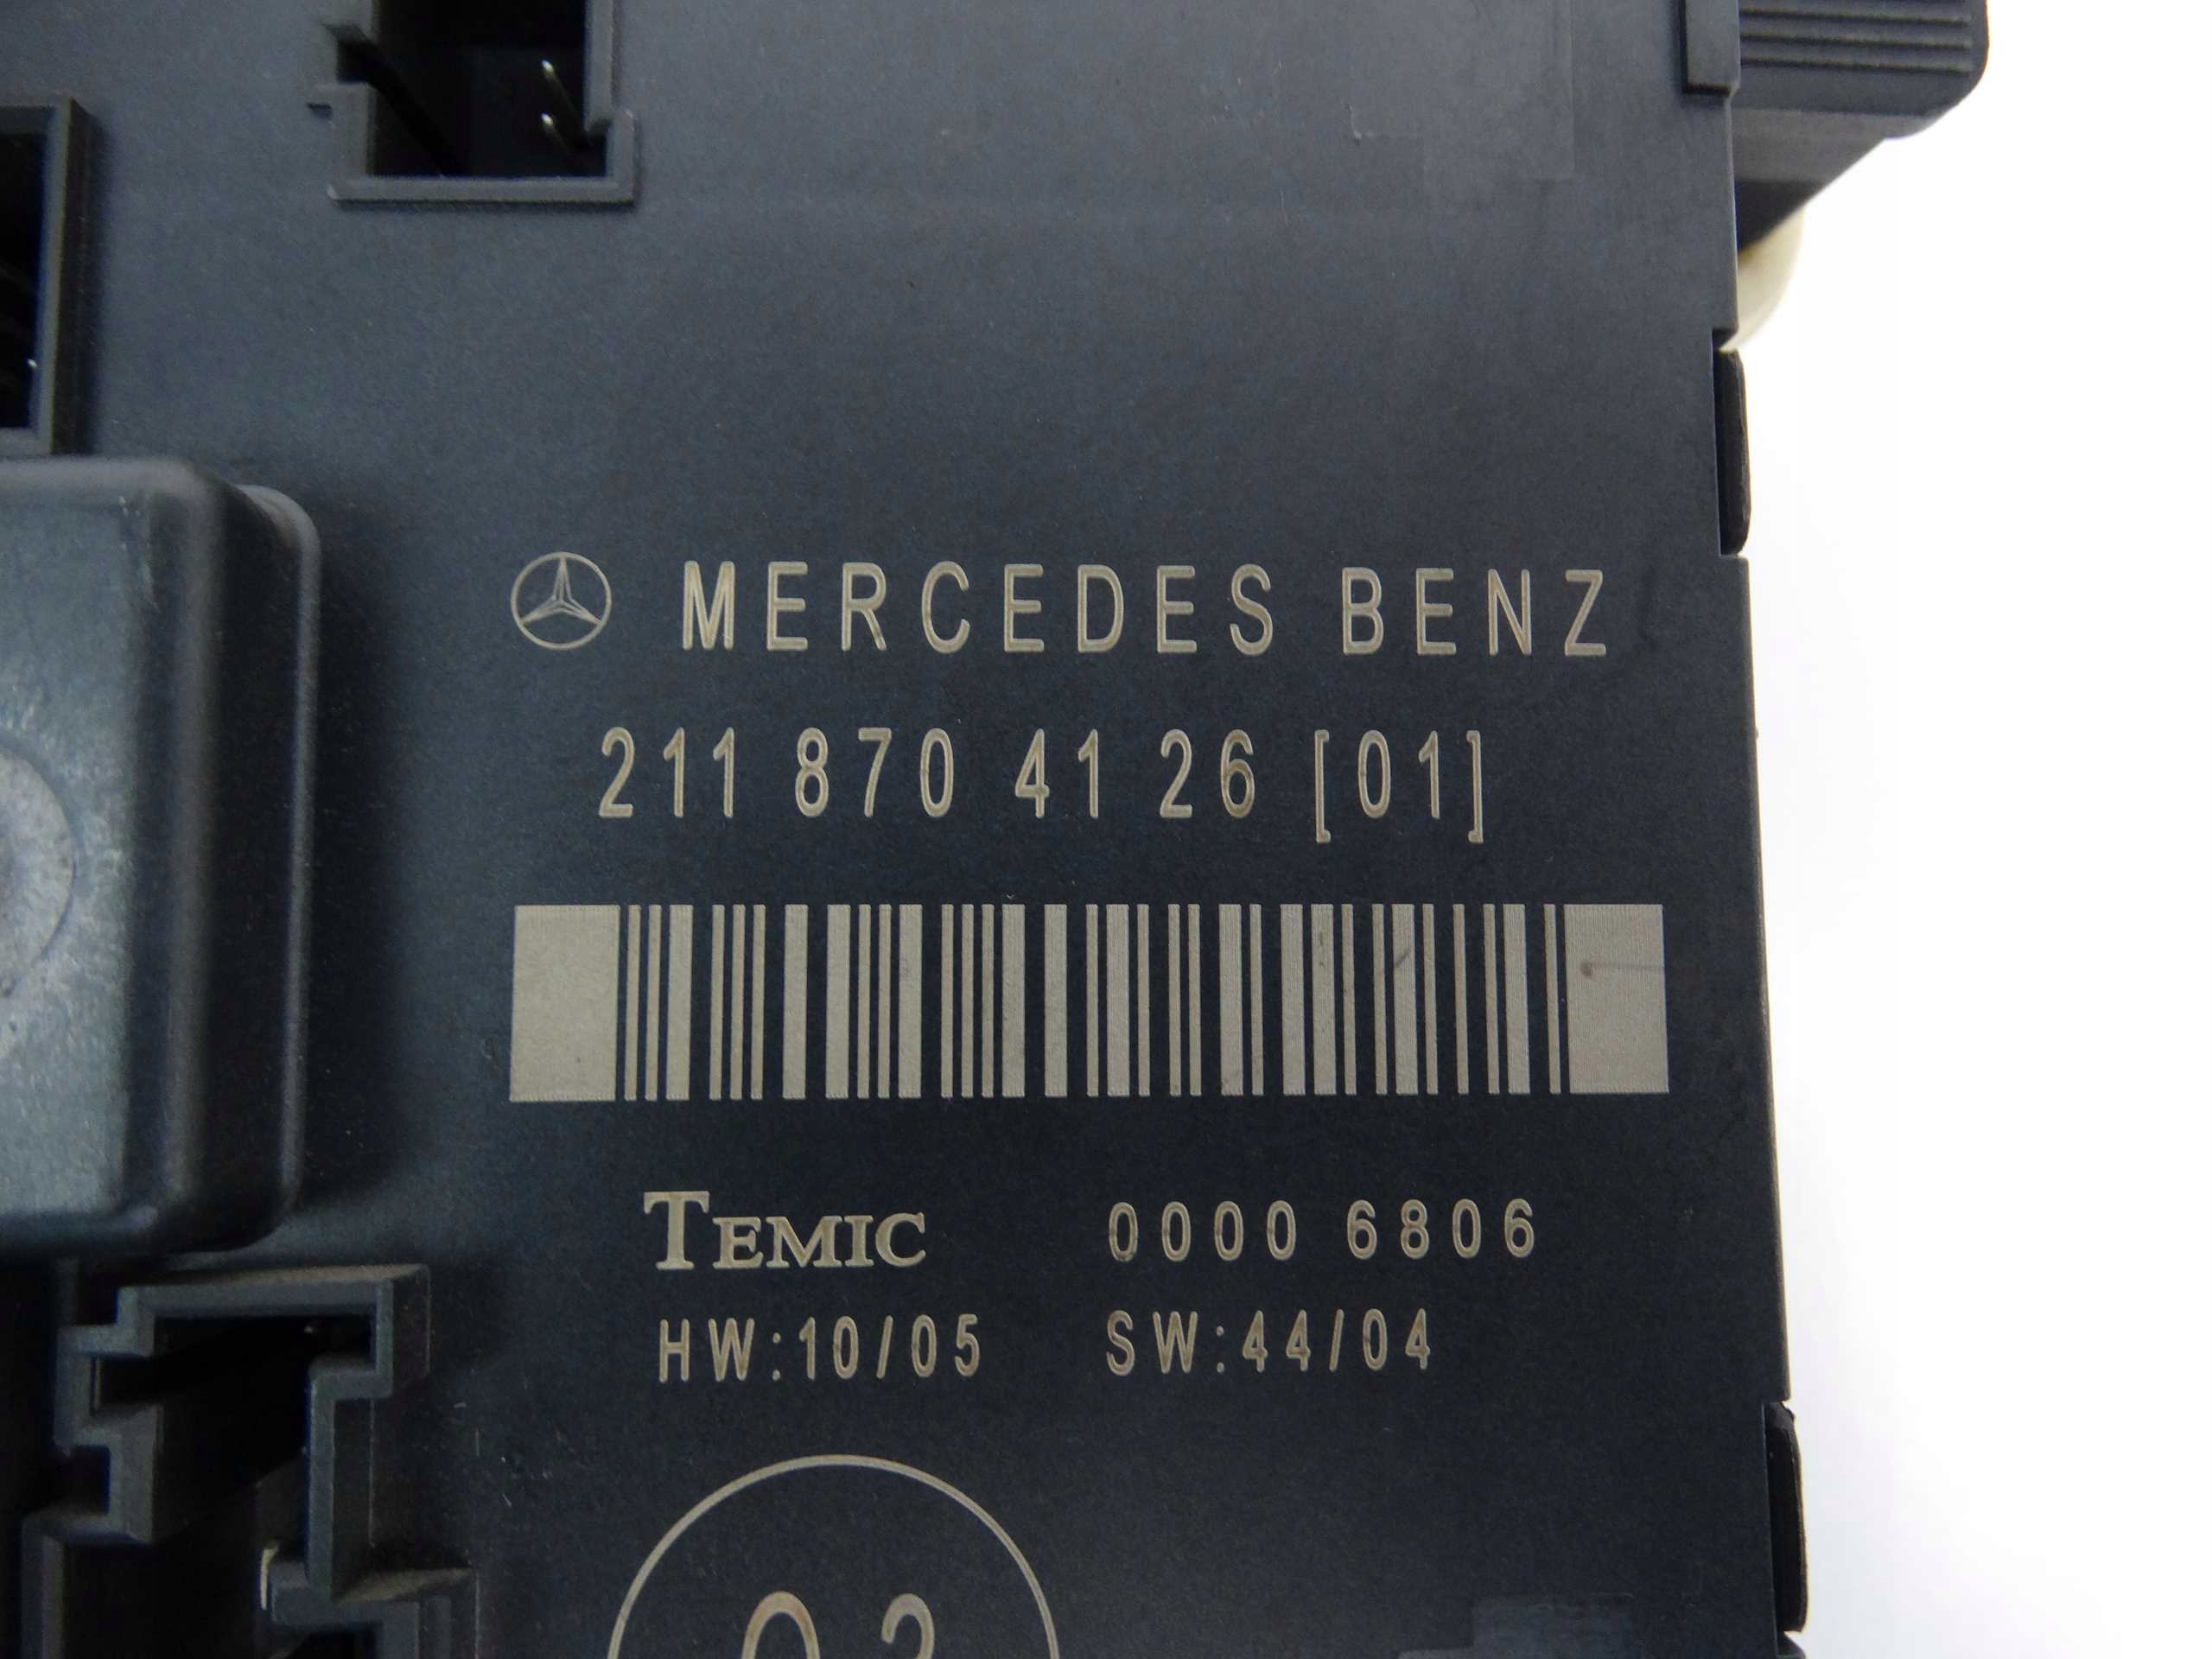 MERCEDES BENZ
211 870 41 26 [01]
TEMIC 0000 6806
HW:10/05 SW:44/04